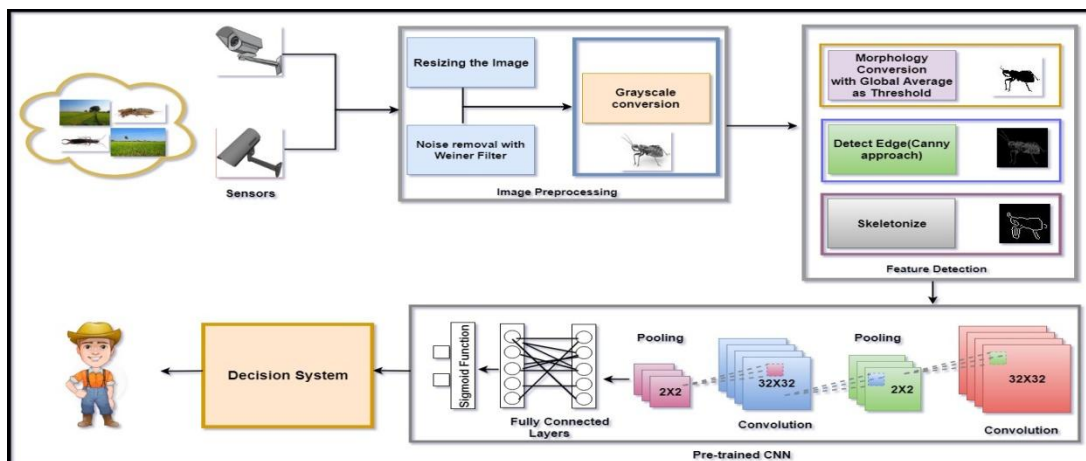 Sensors
Resizing the Image
Noise removal with
Weiner Filter
Grayscale
conversion
Image Preprocessing
Morphology
Conversion
with Global Average
as Threshold
Detect Edge(Canny
approach)
Skeletonize
Feature Detection
Decision System
Sigmoid Function
Fully Connected
Layers
Pooling
2X2
32X32
Convolution
Pooling
2X2
32X32
Convolution
Pre-trained CNN